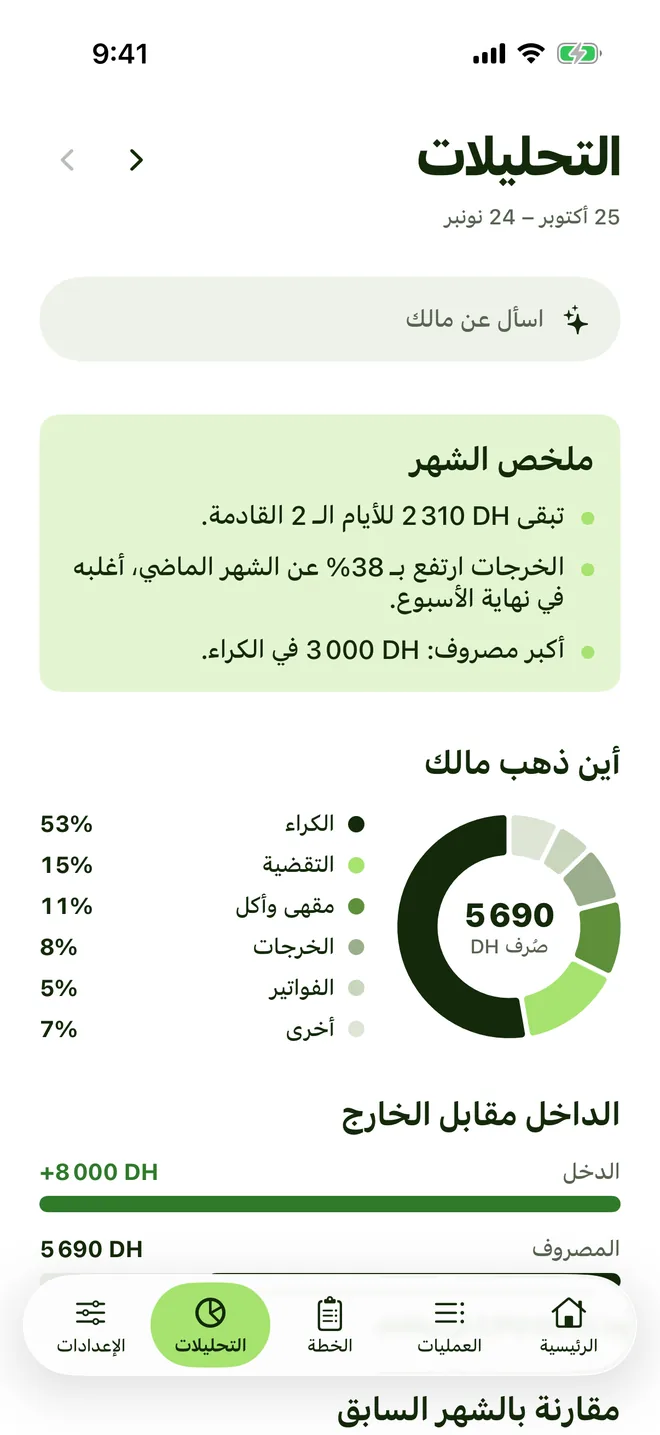 9:41
التحليلات
25 أكتوبر – 24 نونبر
اسأل عن مالك
ملخص الشهر
تبقى 2 310 DH للأيام الـ 2 القادمة.
الخرجات ارتفع بـ 38% عن الشهر الماضي، أغلبه
في نهاية الأسبوع.
أكبر مصروف: 3 000 DH في الكراء.
أين ذهب مالك
5 690
صُرف DH
الكراء 53%
التقضية 15%
مقهى وأكل 11%
الخرجات 8%
الفواتير 5%
أخرى 7%
الداخل مقابل الخارج
الدخل +8 000 DH
المصروف 5 690 DH
الرئيسية
العمليات
الخطة
التحليلات
الإعدادات
مقارنة بالشهر السابق